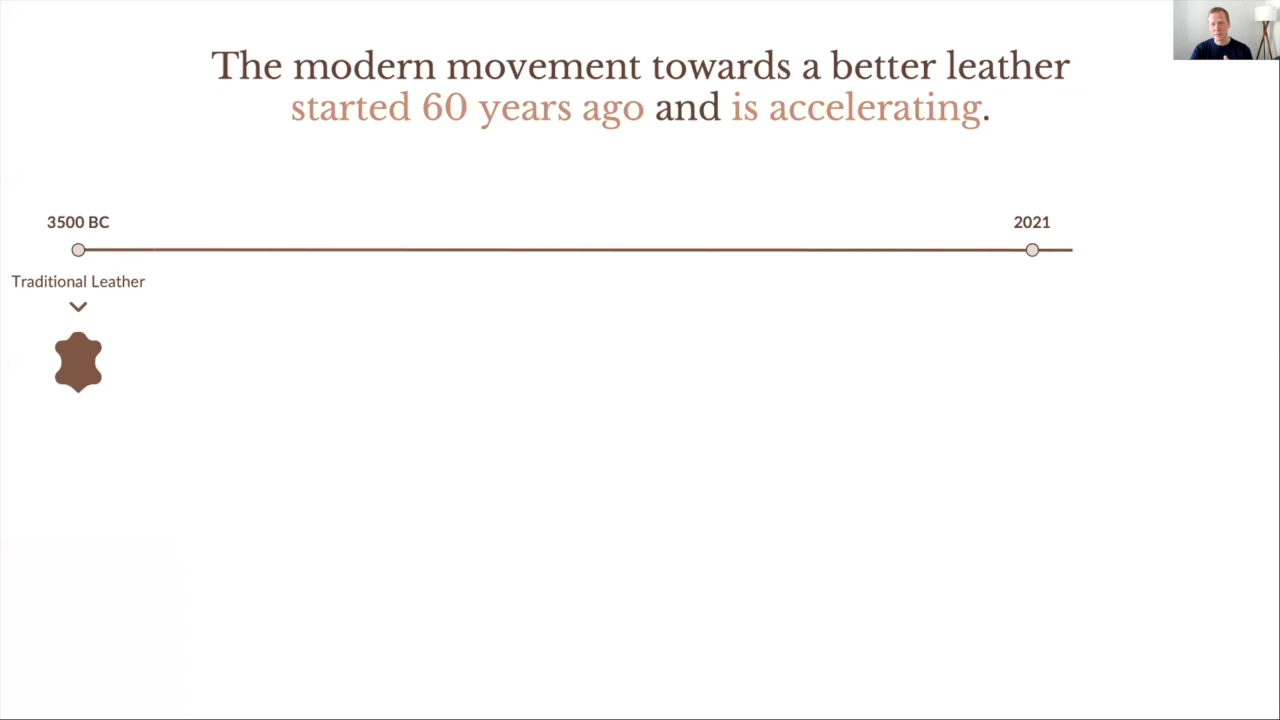 The modern movement towards a better leather
started 60 years ago and is accelerating.
3500 BC
2021
Traditional Leather